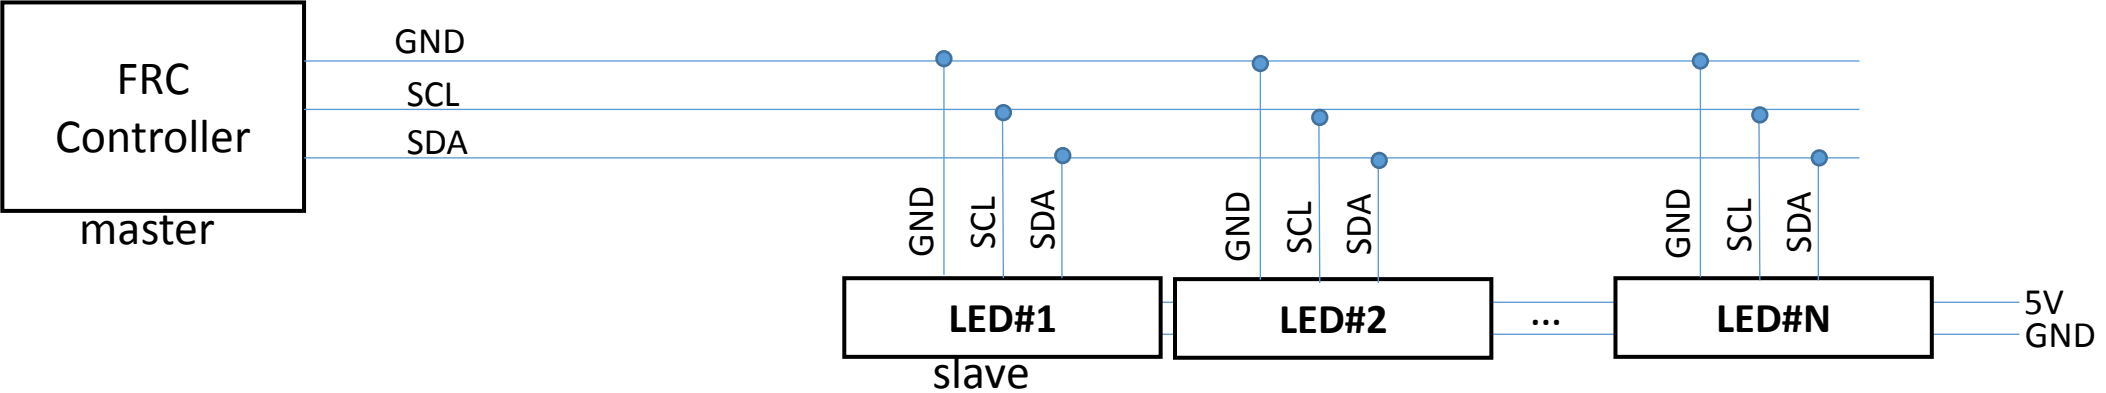 FRC
Controller
master
GND
SCL
SDA
GND
SCL
SDA
GND
SCL
SDA
GND
SCL
SDA
LED#1
slave
LED#2
...
LED#N
5V
GND